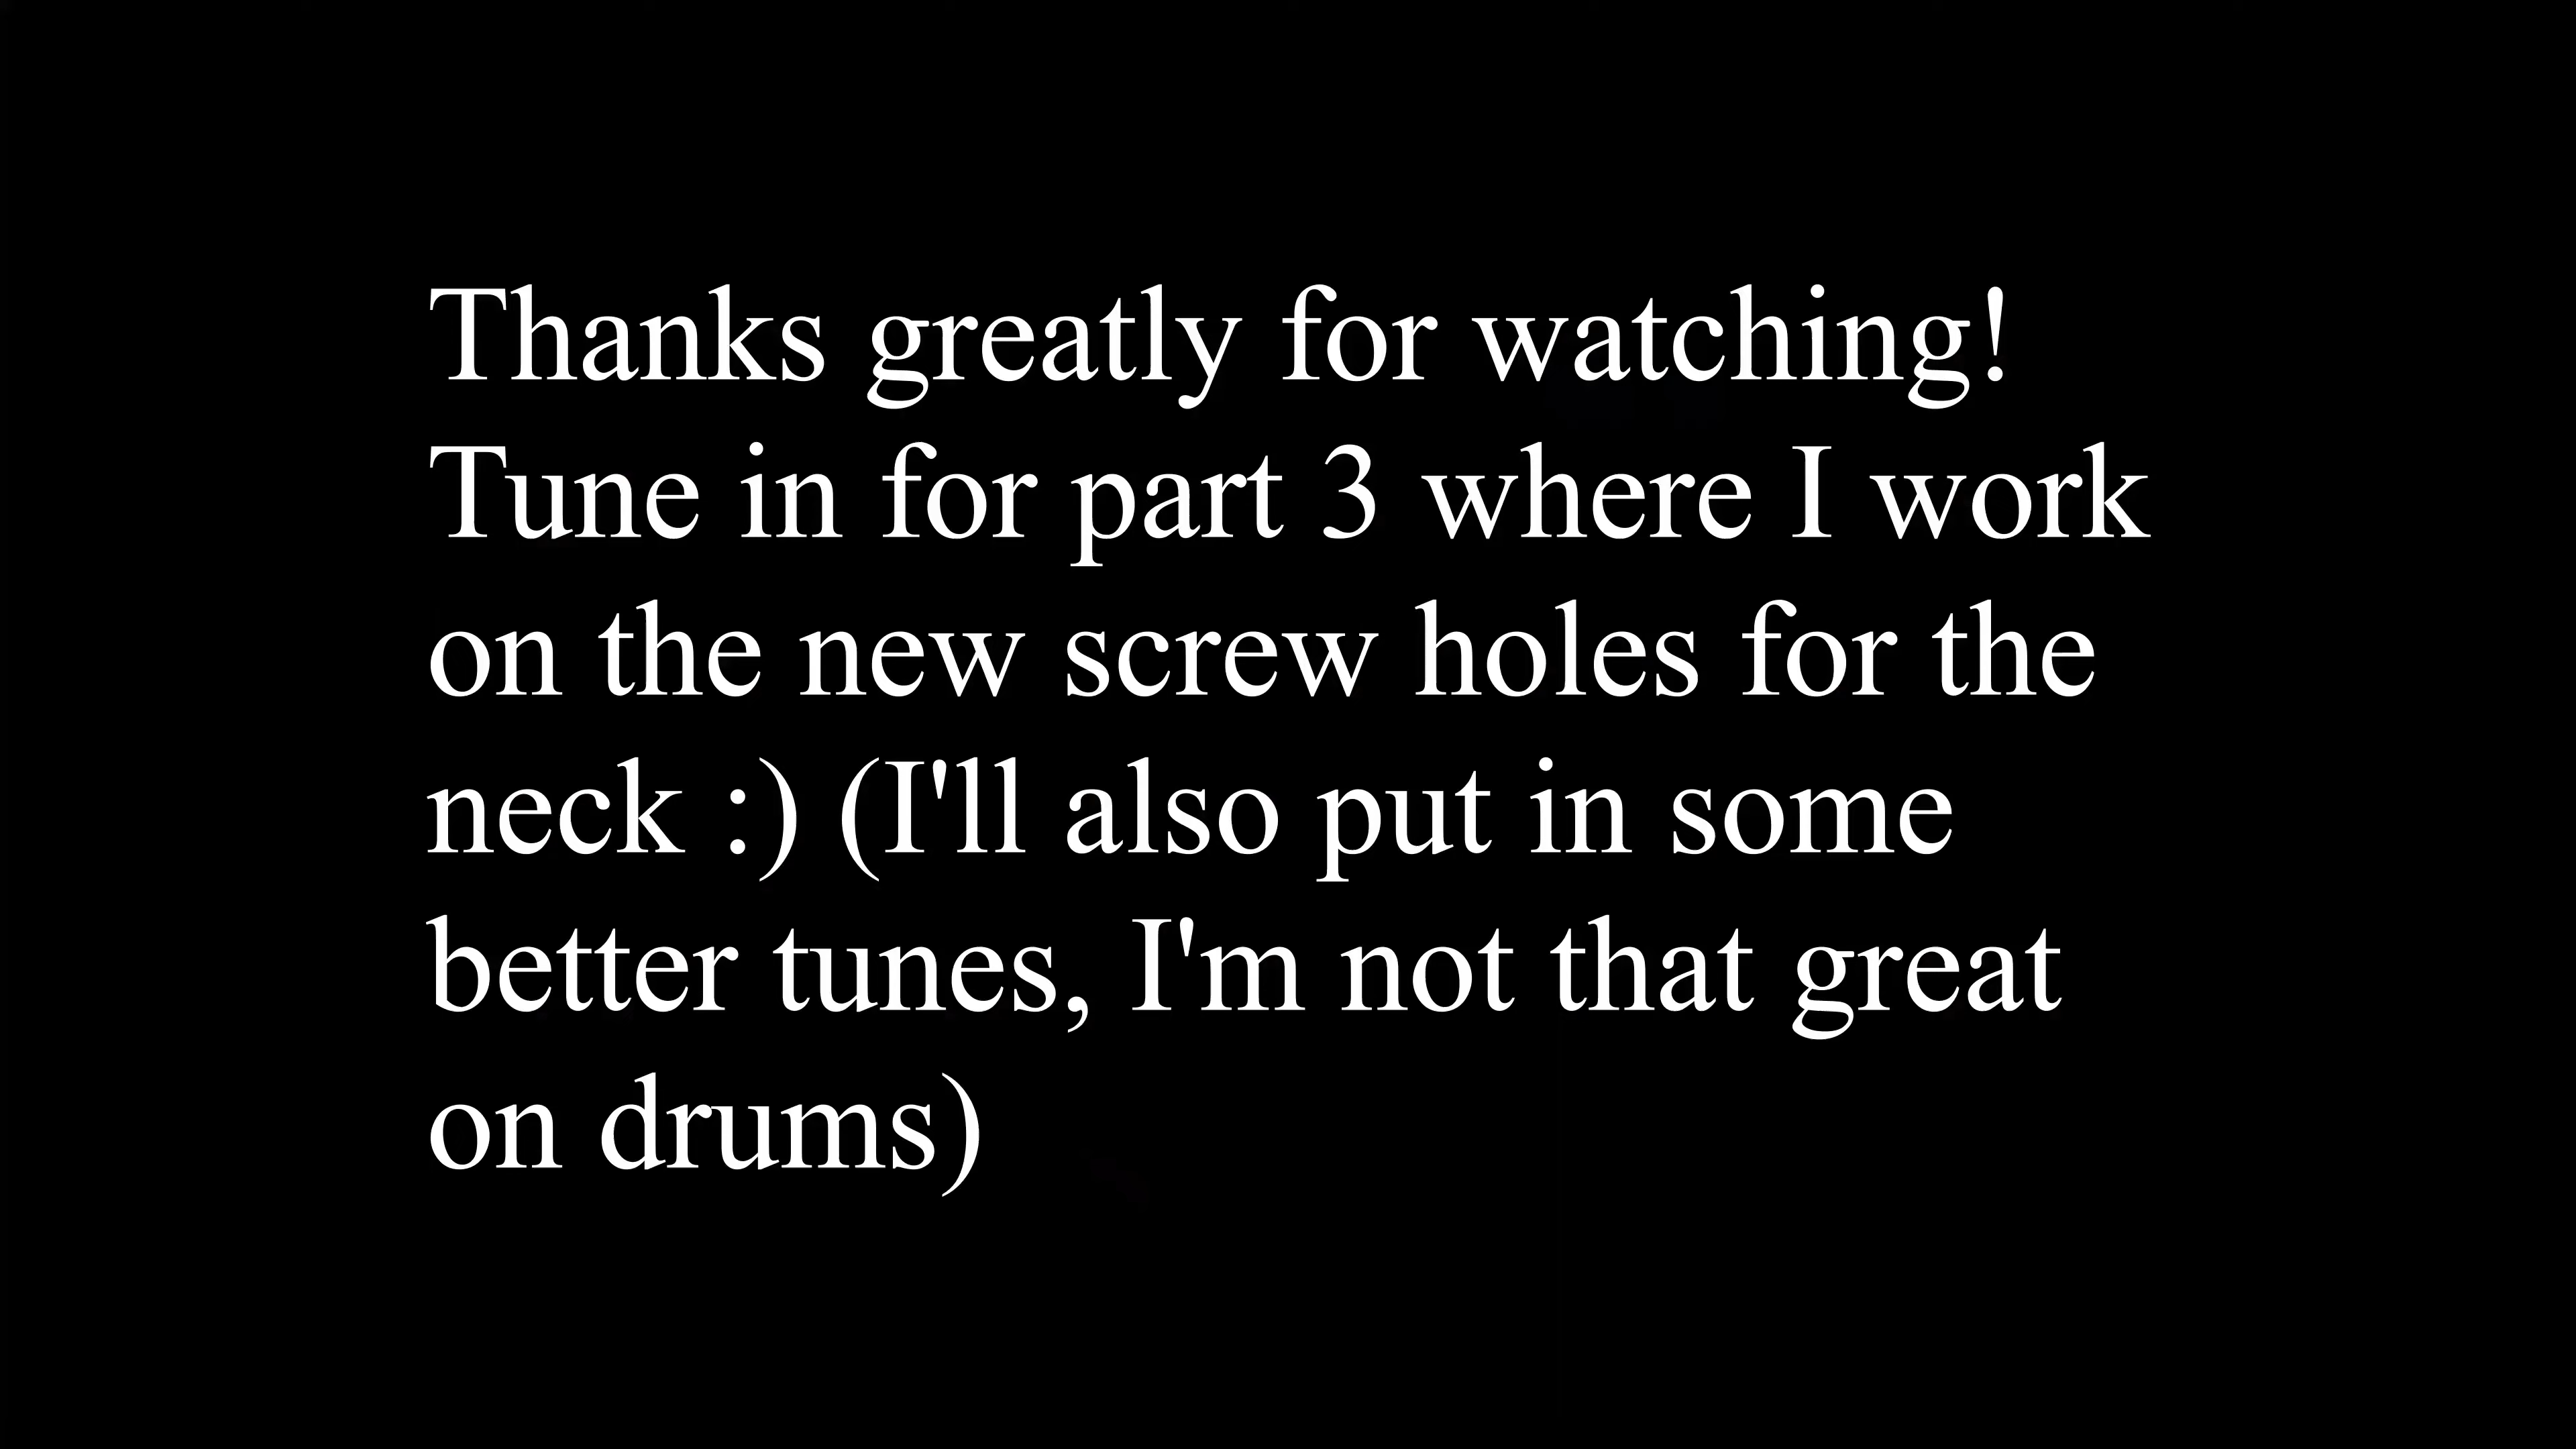 Thanks greatly for watching!
Tune in for part 3 where I work
on the new screw holes for the
neck :) (I'll also put in some
better tunes, I'm not that great
on drums)